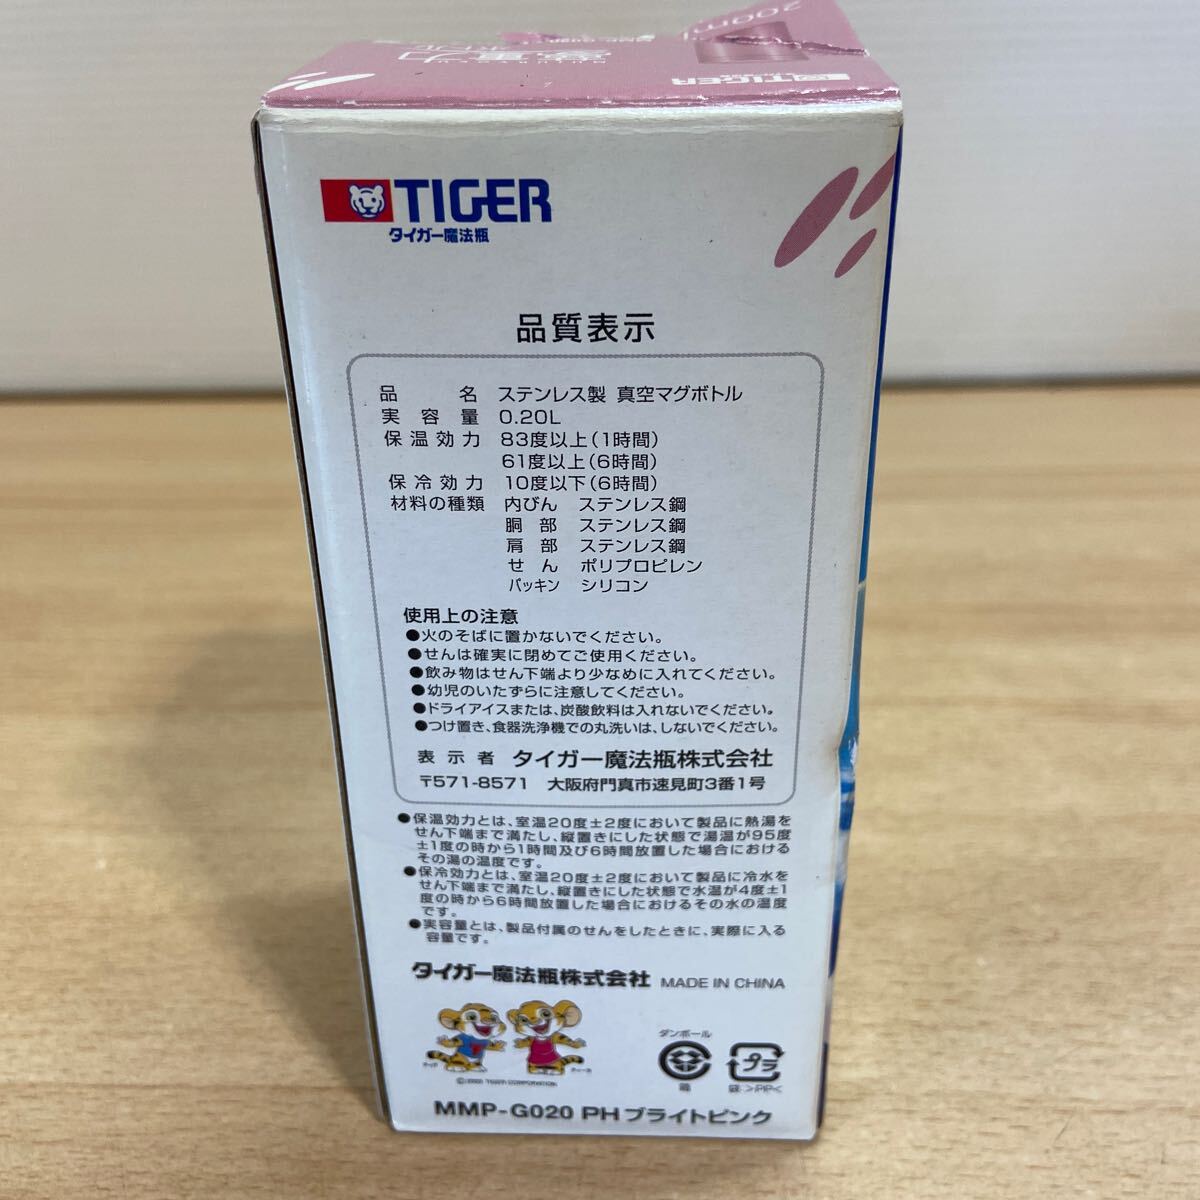 200ml
夢重力
ボトル
TIGER
TIGER
タイガー魔法瓶
品質表示
品名 ステンレス製 真空マグボトル
実容量 0.20L
保温効力 83度以上(1時間)
61度以上(6時間)
保冷効力 10度以下(6時間)
材料の種類 内びん ステンレス鋼
胴部 ステンレス鋼
肩部 ステンレス鋼
せん ポリプロピレン
パッキン シリコン
使用上の注意
●火のそばに置かないでください。
●せんは確実に閉めてご使用ください。
●飲み物はせん下端より少なめに入れてください。
●幼児のいたずらに注意してください。
●ドライアイスまたは、炭酸飲料は入れないでください。
●つけ置き、食器洗浄機での丸洗いは、しないでください。
表示者 タイガー魔法瓶株式会社
〒571-8571 大阪府門真市速見町3番1号
●保温効力とは、室温20度±2度において製品に熱湯を
せん下端まで満たし、縦置きにした状態で湯温が95度
±1度の時から1時間及び6時間放置した場合における
その湯の温度です。
●保冷効力とは、室温20度±2度において製品に冷水を
せん下端まで満たし、縦置きにした状態で水温が4度±1
度の時から6時間放置した場合におけるその水の温度
です。
●実容量とは、製品付属のせんをしたときに、実際に入る
容量です。
タイガー魔法瓶株式会社 MADE IN CHINA
ダンボール
箱
プラ
袋:>PP<
MMP-G020 PH ブライトピンク